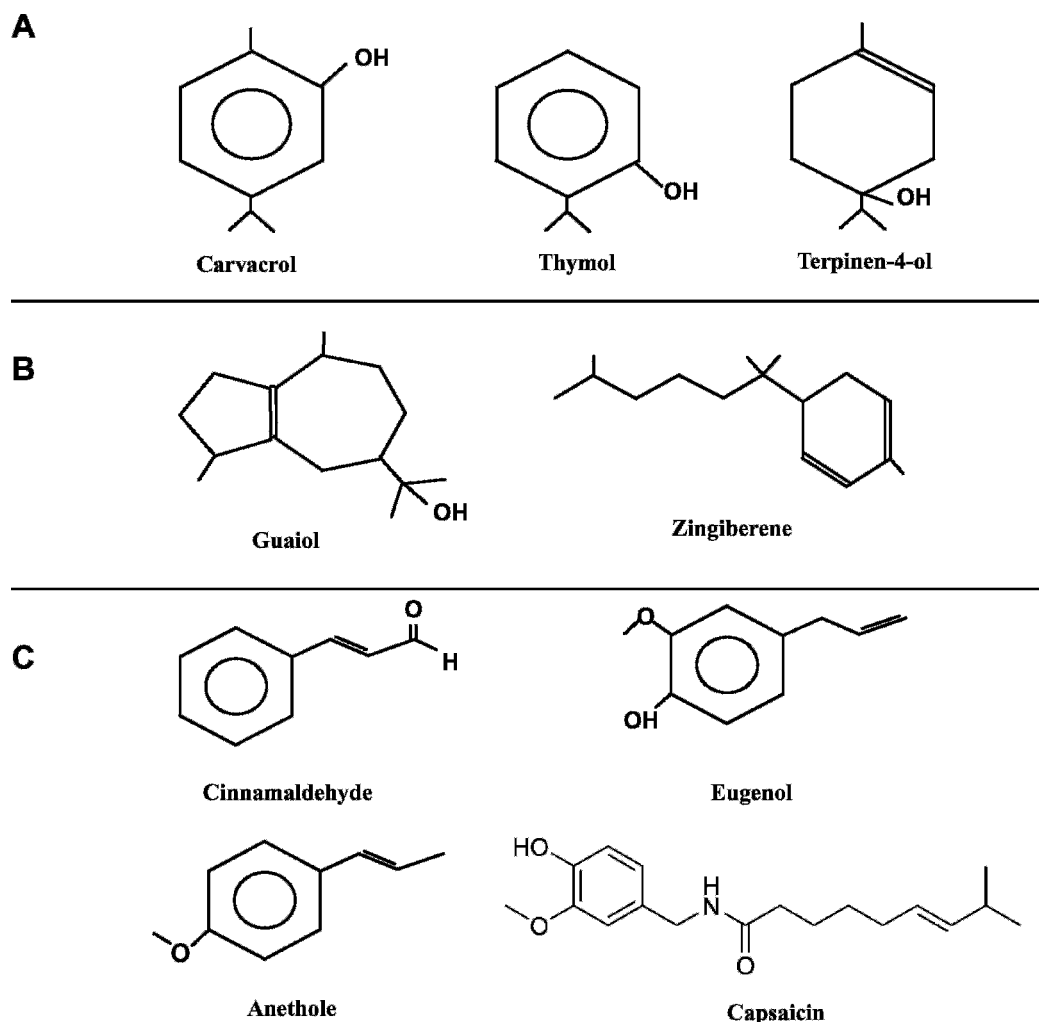 A
OH
OH
OH
Carvacrol
Thymol
Terpinen-4-ol
B
OH
Guaiol
Zingiberene
C
O
H
O
OH
Cinnamaldehyde
Eugenol
HO
O
H
N
O
O
Anethole
Capsaicin